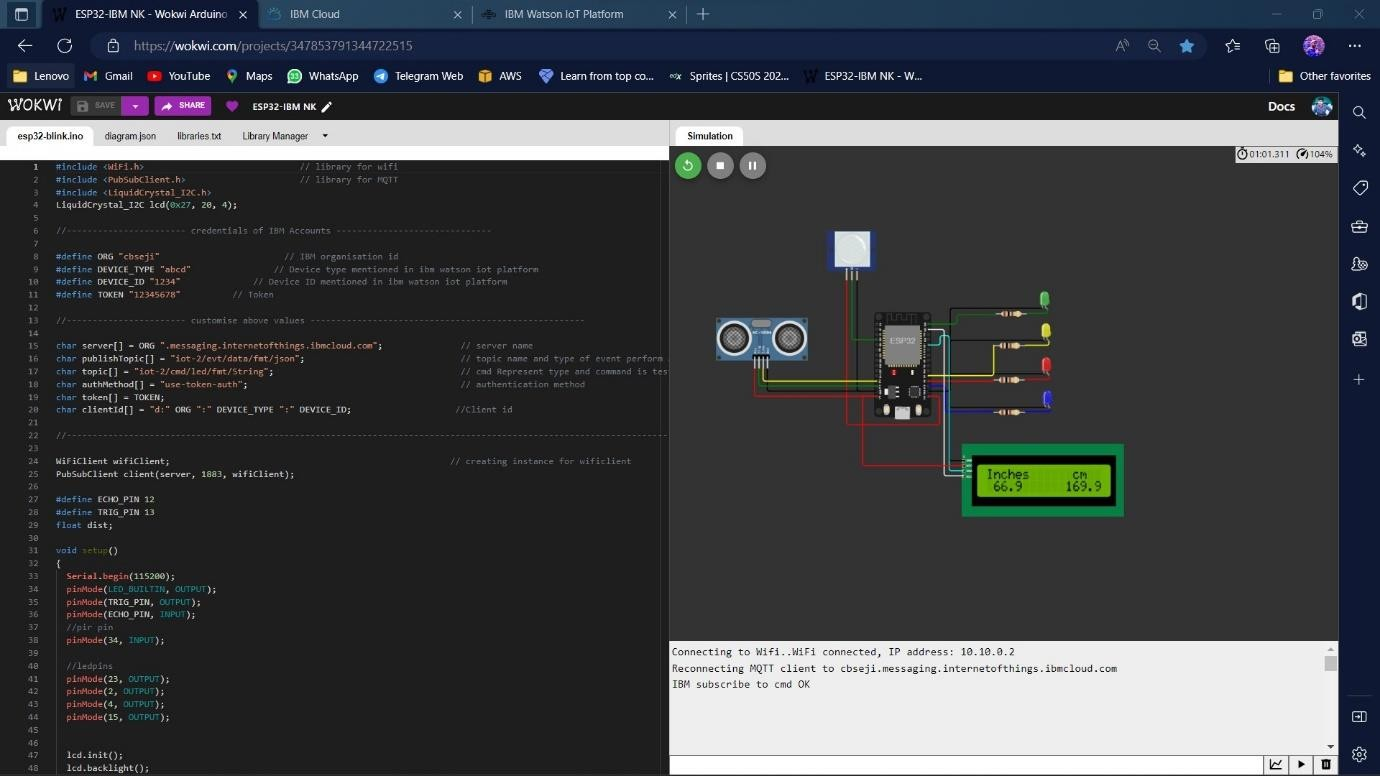 ESP32-IBM NK - Wokwi Arduino
IBM Cloud
IBM Watson IoT Platform
https://wokwi.com/projects/347853791344722515
Lenovo
Gmail
YouTube
Maps
WhatsApp
Telegram Web
AWS
Learn from top co...
Sprites | CS50S 202...
ESP32-IBM NK - W...
Other favorites
WOKWI
SAVE
SHARE
ESP32-IBM NK
Docs
esp32-blink.ino
diagram.json
libraries.txt
Library Manager
1 #include <WiFi.h> // library for wifi
2 #include <PubSubClient.h> // library for MQTT
3 #include <LiquidCrystal_I2C.h>
4 LiquidCrystal_I2C lcd(0x27, 20, 4);
5
6 //----------------------- credentials of IBM Accounts ------------------------------
7
8 #define ORG "cbseji" // IBM organisation id
9 #define DEVICE_TYPE "abcd" // Device type mentioned in ibm watson iot platform
10 #define DEVICE_ID "1234" // Device ID mentioned in ibm watson iot platform
11 #define TOKEN "12345678" // Token
12
13 //----------------------- customise above values ------------------------------
14
15 char server[] = ORG ".messaging.internetofthings.ibmcloud.com"; // server name
16 char publishTopic[] = "iot-2/evt/data/fmt/json"; // topic name and type of event perform
17 char topic[] = "iot-2/cmd/led/fmt/String"; // cmd Represent type and command is tes
18 char authMethod[] = "use-token-auth"; // authentication method
19 char token[] = TOKEN;
20 char clientId[] = "d:" ORG ":" DEVICE_TYPE ":" DEVICE_ID; //Client id
21
22 //------------------------------------------------------------
23
24 WiFiClient wifiClient; // creating instance for wificlient
25 PubSubClient client(server, 1883, wifiClient);
26
27 #define ECHO_PIN 12
28 #define TRIG_PIN 13
29 float dist;
30
31 void setup()
32 {
33 Serial.begin(115200);
34 pinMode(LED_BUILTIN, OUTPUT);
35 pinMode(TRIG_PIN, OUTPUT);
36 pinMode(ECHO_PIN, INPUT);
37 //pir pin
38 pinMode(34, INPUT);
39
40 //ledpins
41 pinMode(23, OUTPUT);
42 pinMode(2, OUTPUT);
43 pinMode(4, OUTPUT);
44 pinMode(15, OUTPUT);
45
46
47 lcd.init();
48 lcd.backlight();
Simulation
01:01.311 104%
ESP32
Inches cm
66.9 169.9
Connecting to Wifi..WiFi connected, IP address: 10.10.0.2
Reconnecting MQTT client to cbseji.messaging.internetofthings.ibmcloud.com
IBM subscribe to cmd OK